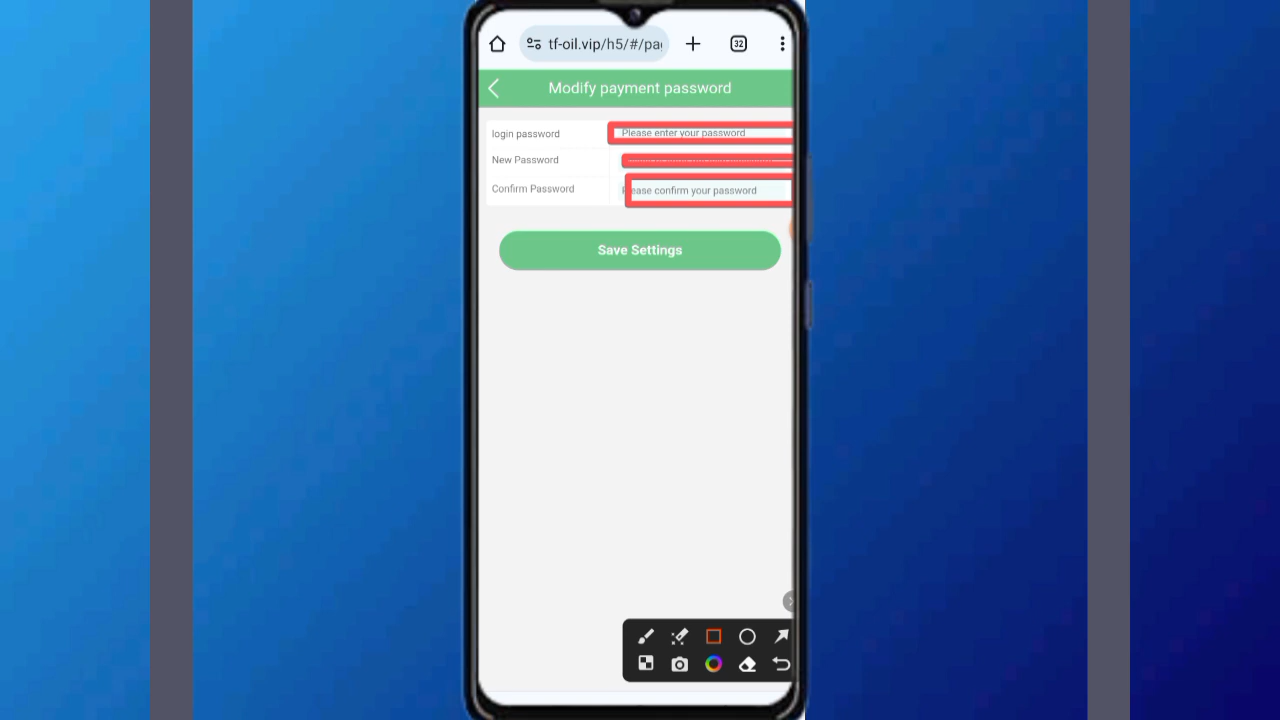 tf-oil.vip/h5/#/pa
32
Modify payment password
login password
Please enter your password
New Password
Confirm Password
Please confirm your password
Save Settings